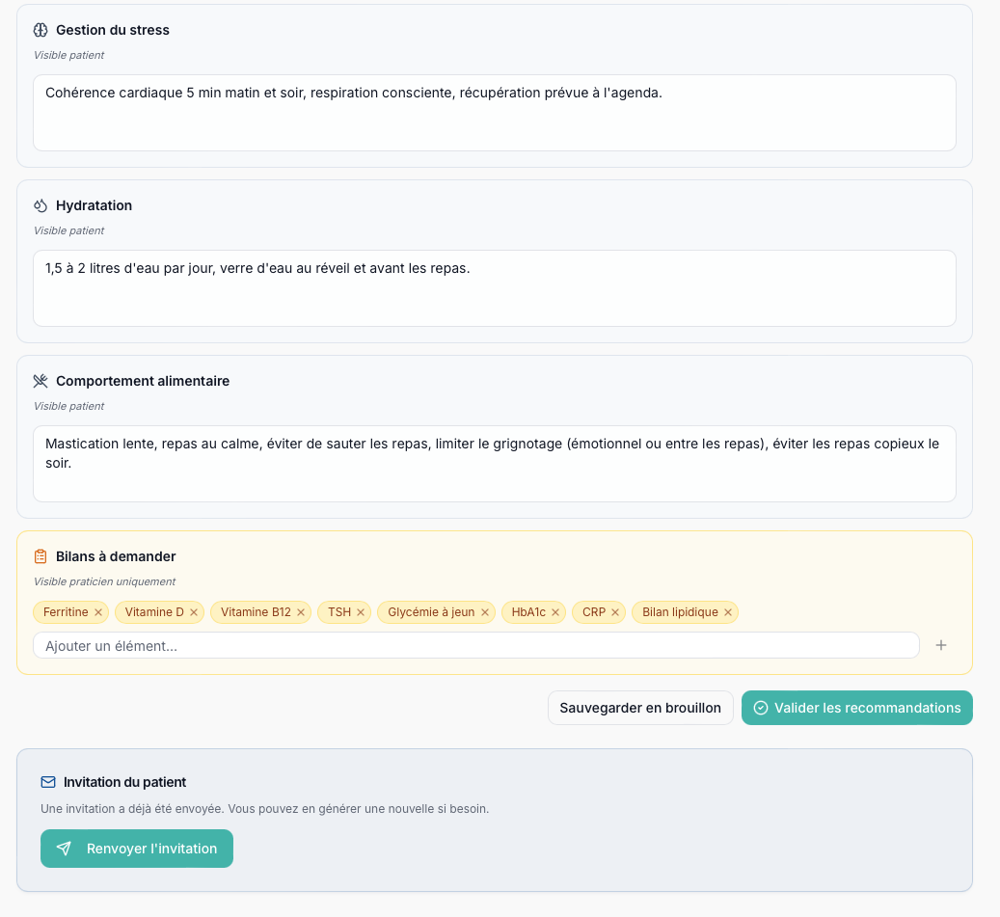 Gestion du stress
Visible patient
Cohérence cardiaque 5 min matin et soir, respiration consciente, récupération prévue à l'agenda.
Hydratation
Visible patient
1,5 à 2 litres d'eau par jour, verre d'eau au réveil et avant les repas.
Comportement alimentaire
Visible patient
Mastication lente, repas au calme, éviter de sauter les repas, limiter le grignotage (émotionnel ou entre les repas), éviter les repas copieux le
soir.
Bilans à demander
Visible praticien uniquement
Ferritine × Vitamine D × Vitamine B12 × TSH × Glycémie à jeun × HbA1c × CRP × Bilan lipidique ×
Ajouter un élément... +
Sauvegarder en brouillon Valider les recommandations
Invitation du patient
Une invitation a déjà été envoyée. Vous pouvez en générer une nouvelle si besoin.
Renvoyer l'invitation